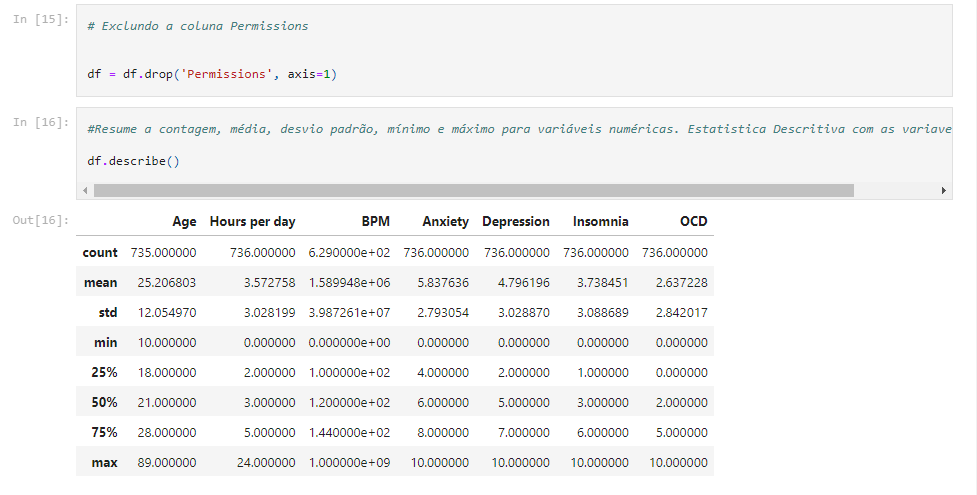 In [15]:
# Exclundo a coluna Permissions
df = df.drop('Permissions', axis=1)
In [16]:
#Resume a contagem, média, desvio padrão, mínimo e máximo para variáveis numéricas. Estatistica Descritiva com as variave
df.describe()
Out[16]:
Age Hours per day BPM Anxiety Depression Insomnia OCD
count 735.000000 736.000000 6.290000e+02 736.000000 736.000000 736.000000 736.000000
mean 25.206803 3.572758 1.589948e+06 5.837636 4.796196 3.738451 2.637228
std 12.054970 3.028199 3.987261e+07 2.793054 3.028870 3.088689 2.842017
min 10.000000 0.000000 0.000000e+00 0.000000 0.000000 0.000000 0.000000
25% 18.000000 2.000000 1.000000e+02 4.000000 2.000000 1.000000 0.000000
50% 21.000000 3.000000 1.200000e+02 6.000000 5.000000 3.000000 2.000000
75% 28.000000 5.000000 1.440000e+02 8.000000 7.000000 6.000000 5.000000
max 89.000000 24.000000 1.000000e+09 10.000000 10.000000 10.000000 10.000000